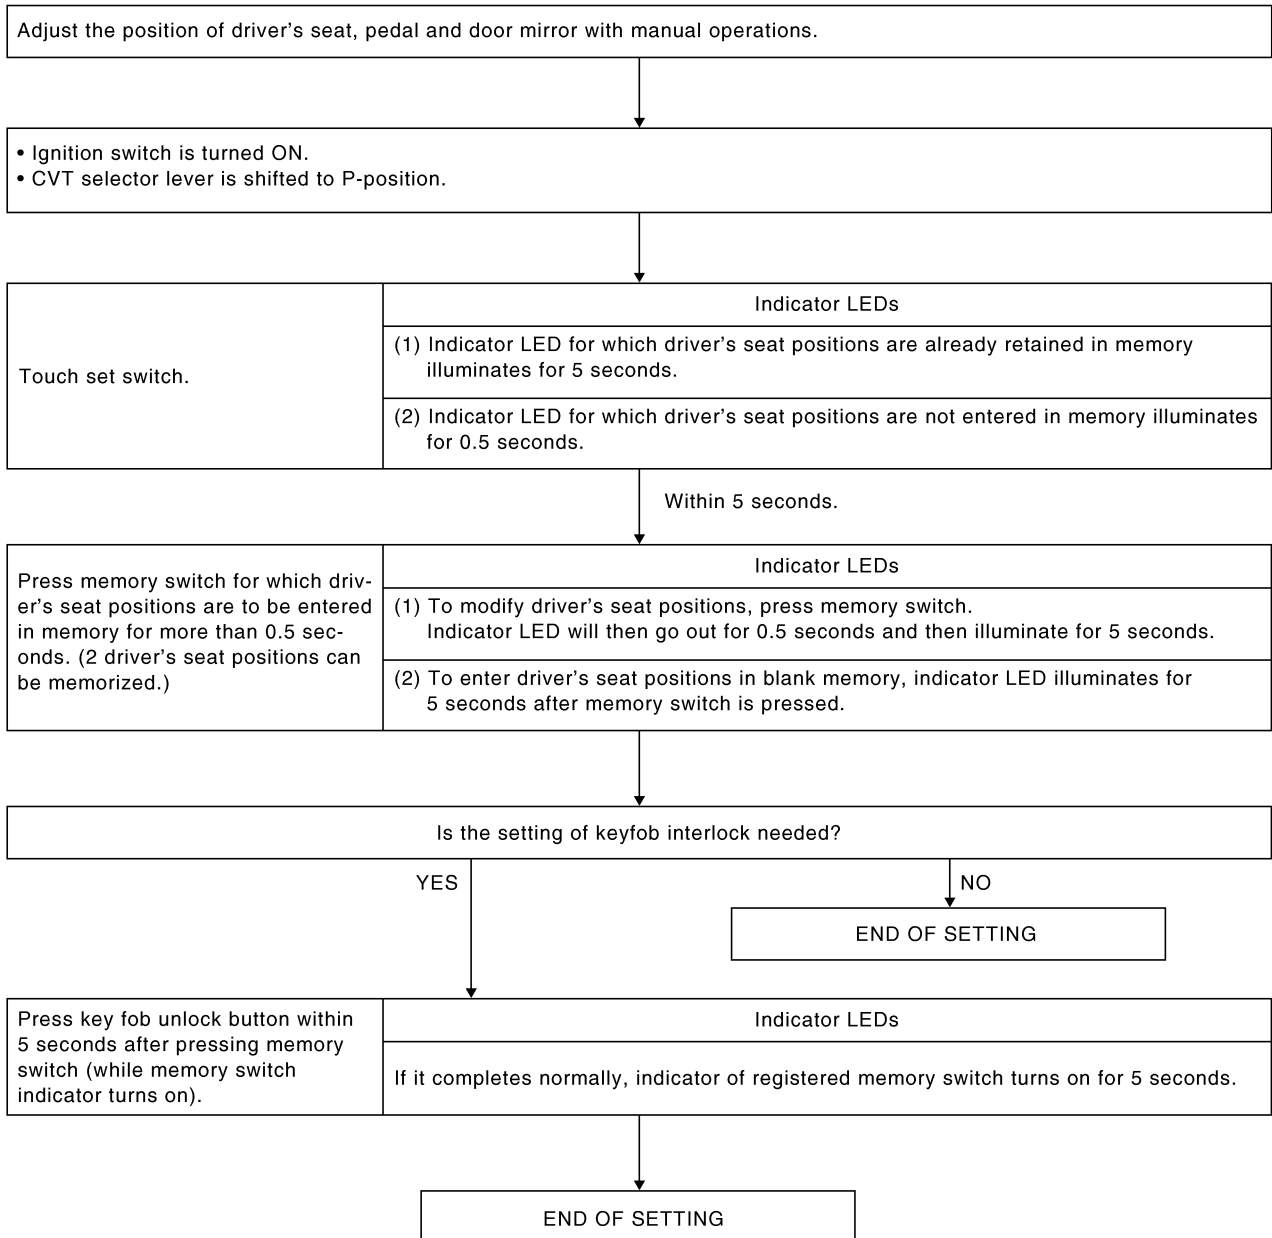 Adjust the position of driver's seat, pedal and door mirror with manual operations.
• Ignition switch is turned ON.
• CVT selector lever is shifted to P-position.
Touch set switch.
Indicator LEDs
(1) Indicator LED for which driver's seat positions are already retained in memory
illuminates for 5 seconds.
(2) Indicator LED for which driver's seat positions are not entered in memory illuminates
for 0.5 seconds.
Within 5 seconds.
Press memory switch for which driv-
er's seat positions are to be entered
in memory for more than 0.5 sec-
onds. (2 driver's seat positions can
be memorized.)
Indicator LEDs
(1) To modify driver's seat positions, press memory switch.
Indicator LED will then go out for 0.5 seconds and then illuminate for 5 seconds.
(2) To enter driver's seat positions in blank memory, indicator LED illuminates for
5 seconds after memory switch is pressed.
Is the setting of keyfob interlock needed?
YES
NO
END OF SETTING
Press key fob unlock button within
5 seconds after pressing memory
switch (while memory switch
indicator turns on).
Indicator LEDs
If it completes normally, indicator of registered memory switch turns on for 5 seconds.
END OF SETTING